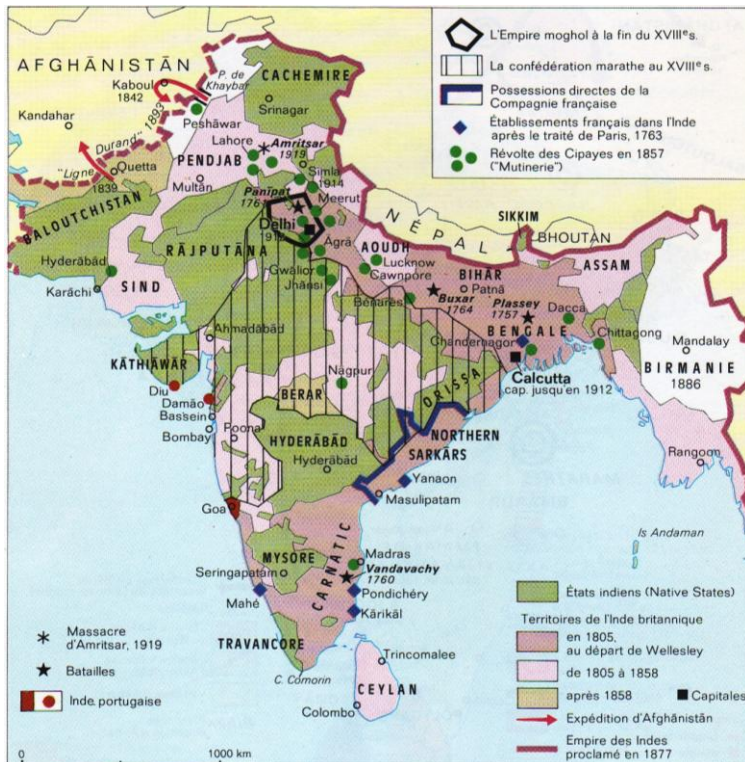 L'Empire moghol à la fin du XVIIIe s.
La confédération marathe au XVIIIe s.
Possessions directes de la
Compagnie française
Établissements français dans l'Inde
après le traité de Paris, 1763
Révolte des Cipayes en 1857
("Mutinerie")
AFGHĀNISTĀN
Kaboul
1842
P. de
Khaybar
CACHEMIRE
Srinagar
Kandahar
Peshāwar
"Ligne Durand" 1893
Lahore
Amritsar
1919
PENDJAB
Simla
1914
Quetta
1839
Multān
Panīpat
Meerut
BALOUTCHISTAN
Delhi
NÉPAL
SIKKIM
BHOUTAN
RĀJPUTĀNA
Āgrā
AOUDH
Lucknow
Cawnpore
ASSAM
Hyderābād
Gwālior
Jhānsi
BIHĀR
Patnā
Karāchi
SIND
Buxar
1764
Plassey
1757
Bénarès
Dacca
Ahmadābād
BENGALE
Chandernagor
Chittagong
Mandalay
KĀTHIĀWĀR
Calcutta
cap. jusqu'en 1912
BIRMANIE
1886
Nāgpur
Diu
Damão
BERAR
ORISSA
Bassein
Bombay
Poona
HYDERĀBĀD
NORTHERN
SARKĀRS
Hyderābād
Rangoon
Yanaon
Masulipatam
Goa
Is Andaman
MYSORE
Madras
Vandavachy
1760
Seringapatam
CARNATIC
Pondichéry
Mahé
Kārikāl
États indiens (Native States)
Territoires de l'Inde britannique
en 1805,
au départ de Wellesley
Massacre
d'Amritsar, 1919
TRAVANCORE
Trincomalee
de 1805 à 1858
Batailles
C. Comorin
après 1858
Capitales
Inde portugaise
CEYLAN
Colombo
Expédition d'Afghānistān
Empire des Indes
proclamé en 1877
0
1000 km